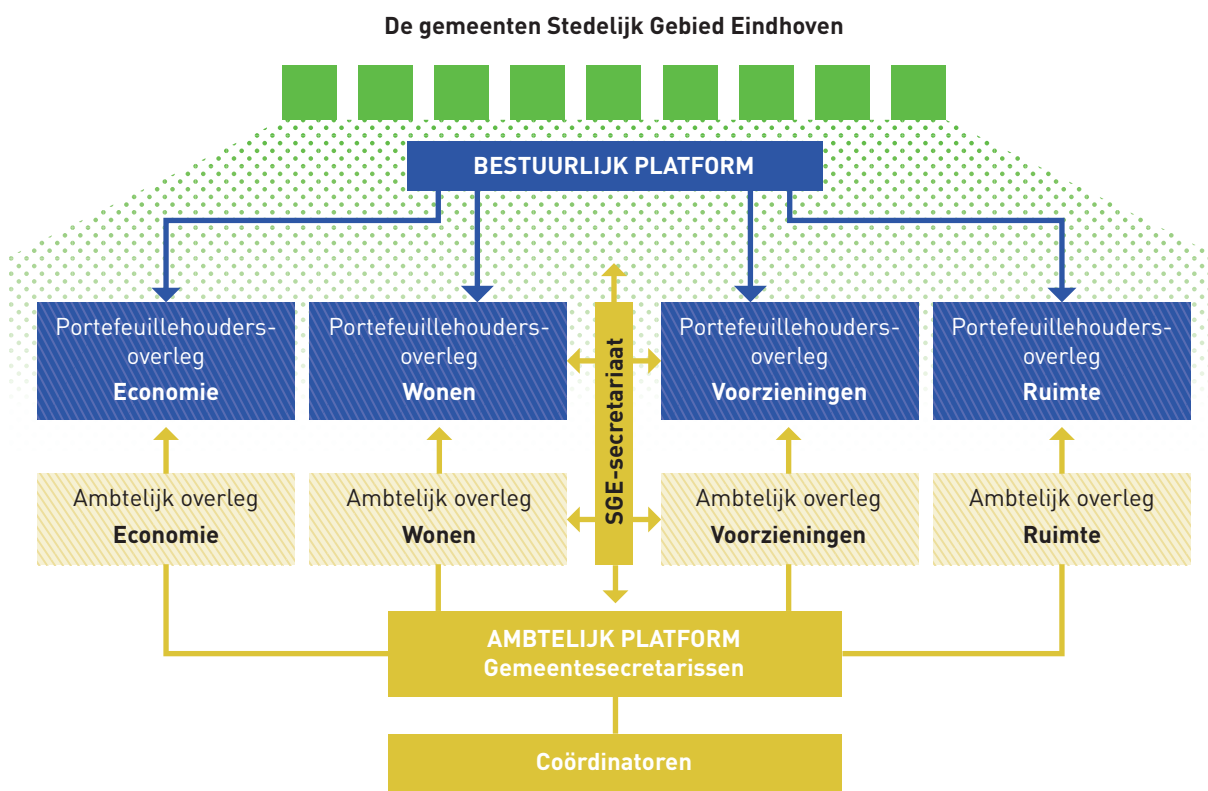 De gemeenten Stedelijk Gebied Eindhoven
BESTUURLIJK PLATFORM
Portefeuillehouders-
overleg
Economie
Portefeuillehouders-
overleg
Wonen
SGE-secretariaat
Portefeuillehouders-
overleg
Voorzieningen
Portefeuillehouders-
overleg
Ruimte
Ambtelijk overleg
Economie
Ambtelijk overleg
Wonen
Ambtelijk overleg
Voorzieningen
Ambtelijk overleg
Ruimte
AMBTELIJK PLATFORM
Gemeentesecretarissen
Coördinatoren